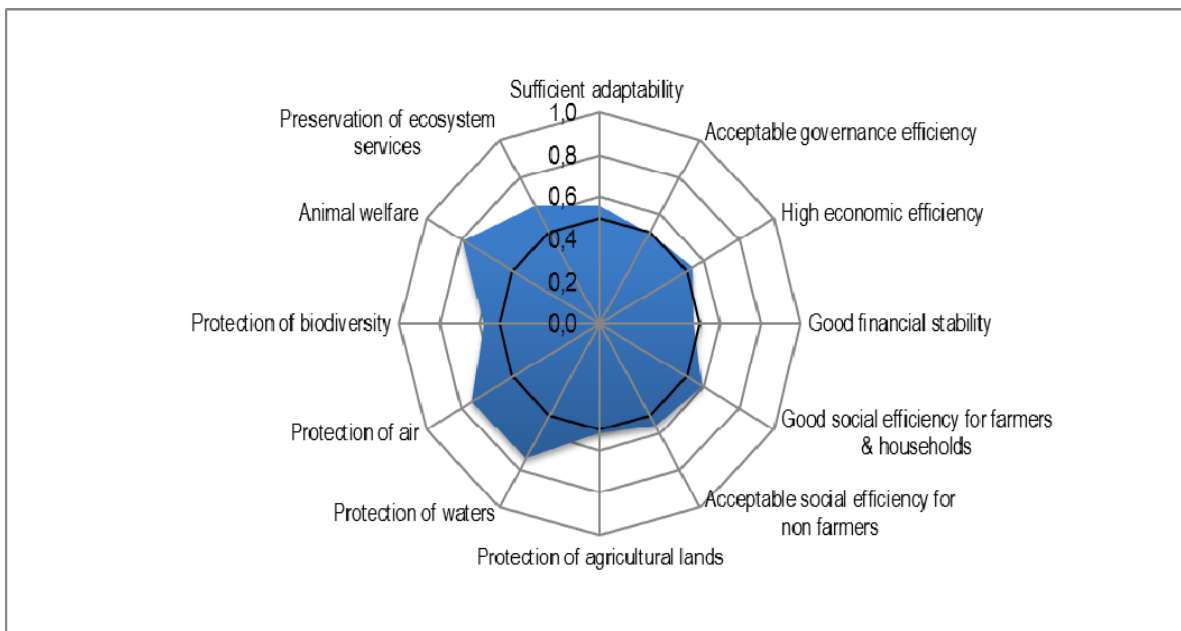 Sufficient adaptability
1,0
0,8
0,6
0,4
0,2
0,0
Acceptable governance efficiency
High economic efficiency
Good financial stability
Good social efficiency for farmers
& households
Acceptable social efficiency for
non farmers
Protection of agricultural lands
Protection of waters
Protection of air
Protection of biodiversity
Animal welfare
Preservation of ecosystem
services